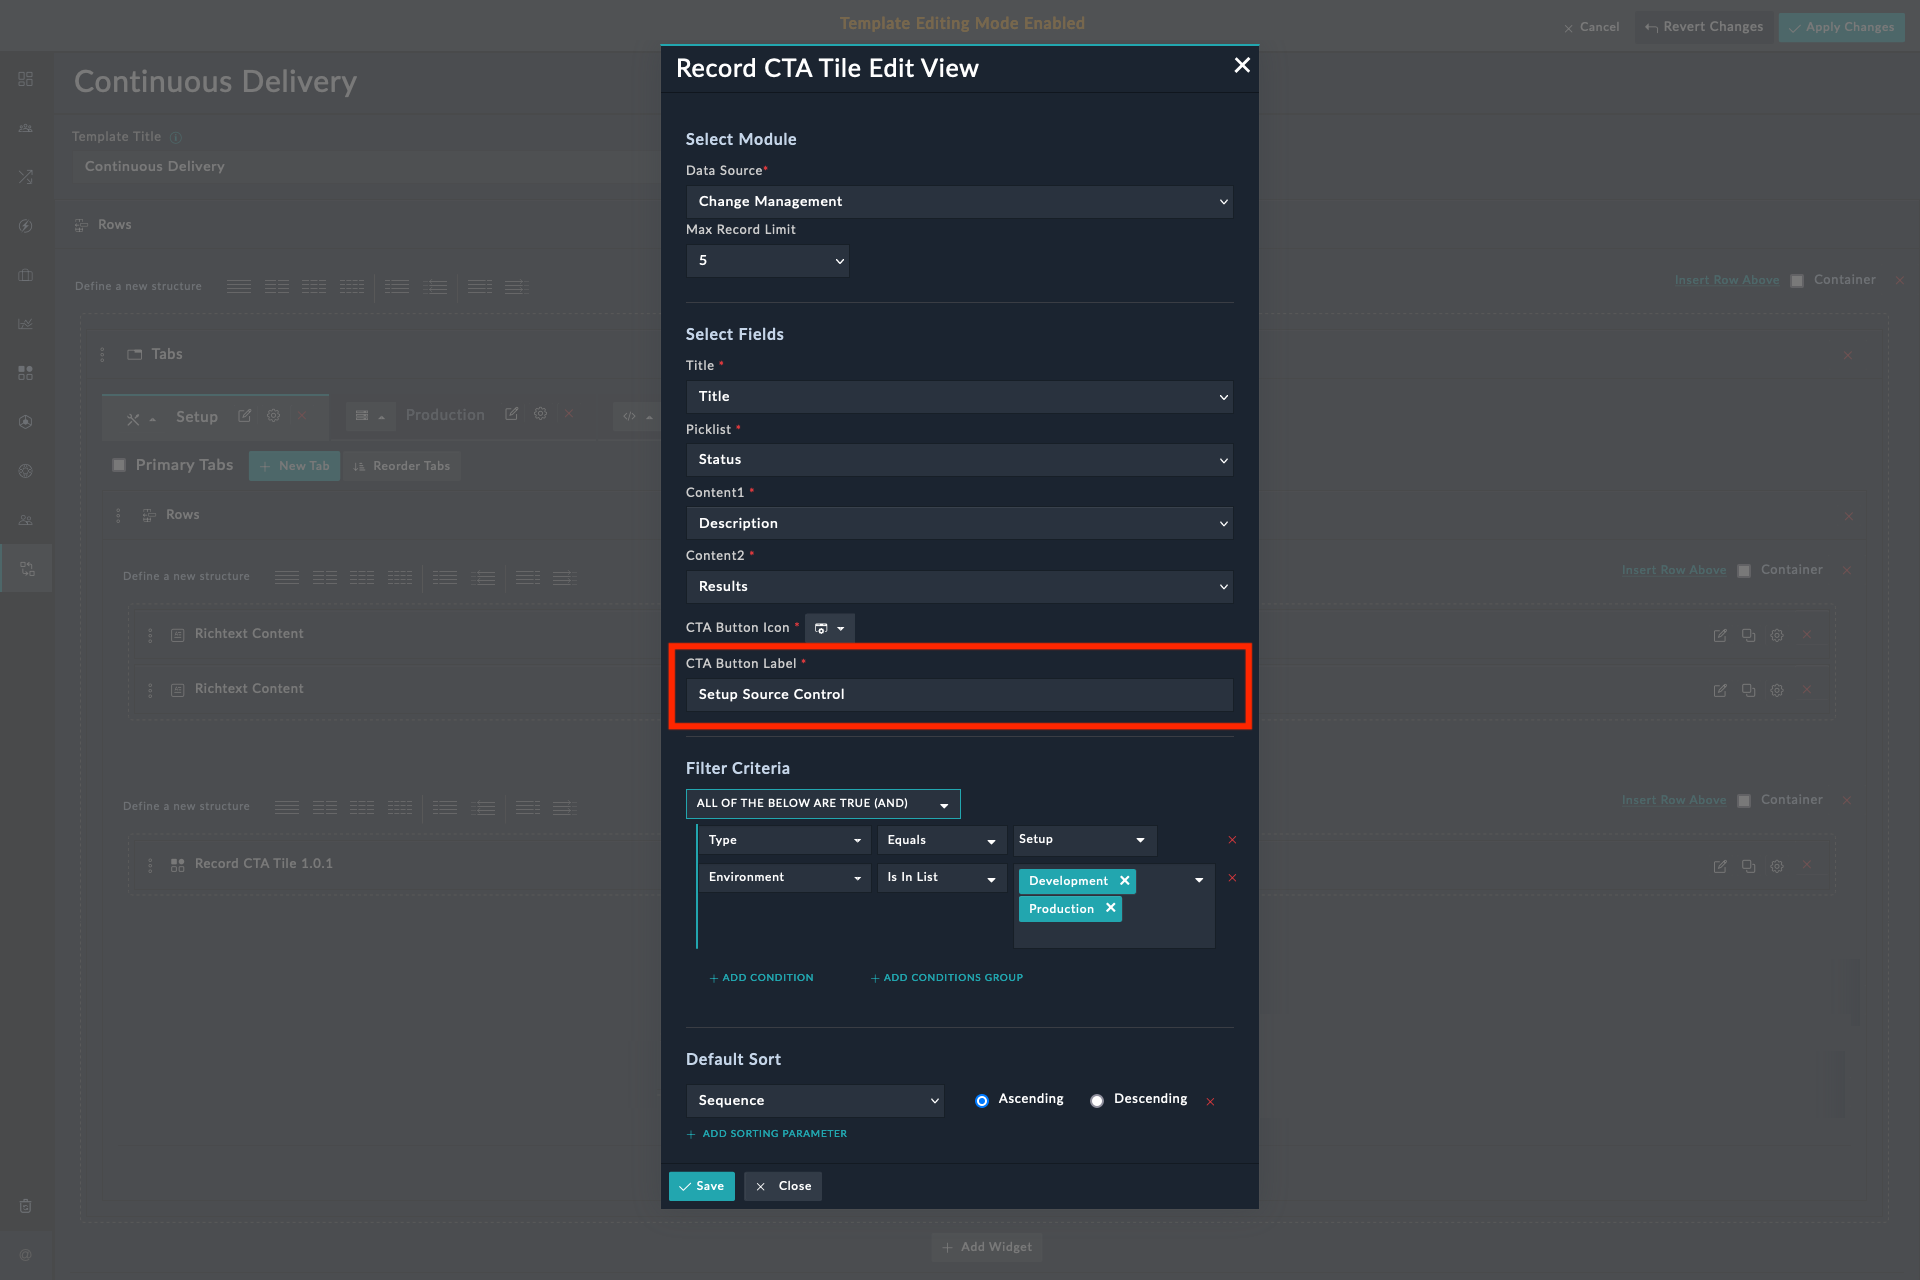 Template Editing Mode Enabled
Cancel
Revert Changes
Apply Changes
Continuous Delivery
Template Title
Continuous Delivery
Rows
Define a new structure
Insert Row Above
Container
Tabs
Setup
Production
Primary Tabs
New Tab
Reorder Tabs
Rows
Define a new structure
Insert Row Above
Container
Richtext Content
Richtext Content
Define a new structure
Insert Row Above
Container
Record CTA Tile 1.0.1
Add Widget
Record CTA Tile Edit View
Select Module
Data Source*
Change Management
Max Record Limit
5
Select Fields
Title *
Title
Picklist *
Status
Content1 *
Description
Content2 *
Results
CTA Button Icon *
CTA Button Label *
Setup Source Control
Filter Criteria
ALL OF THE BELOW ARE TRUE (AND)
Type Equals Setup
Environment Is In List Development
Production
+ ADD CONDITION + ADD CONDITIONS GROUP
Default Sort
Sequence Ascending Descending
+ ADD SORTING PARAMETER
Save Close